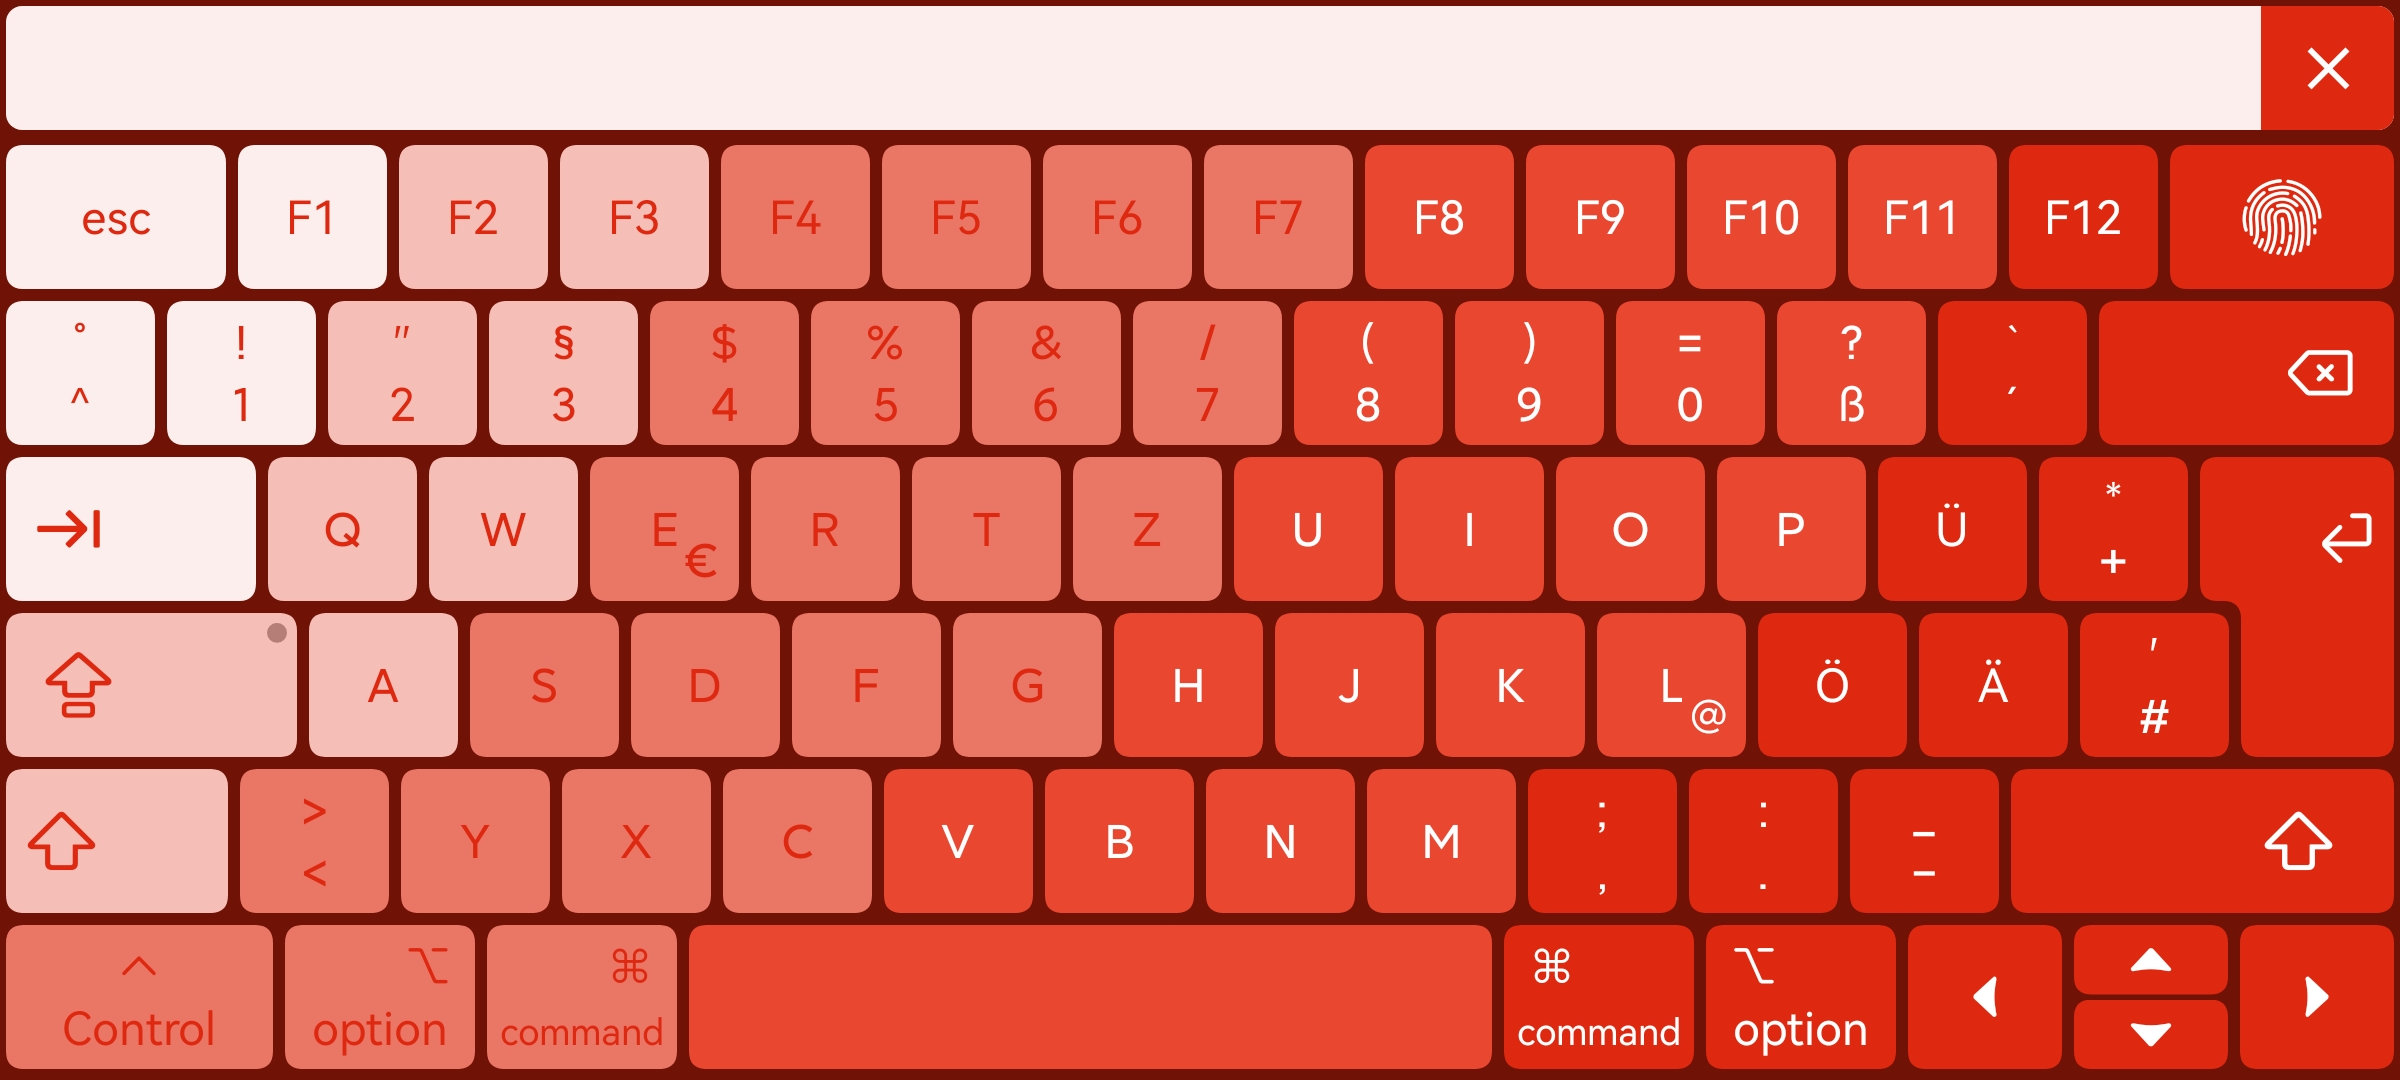 esc F1 F2 F3 F4 F5 F6 F7 F8 F9 F10 F11 F12
° ! " § $ % & / ( ) = ? `
^ 1 2 3 4 5 6 7 8 9 0 ß ´
Q W E € R T Z U I O P Ü * +
A S D F G H J K L @ Ö Ä ' #
> < Y X C V B N M ; , : . – -
^ ⌥ ⌘ ⌘ ⌥
Control option command command option